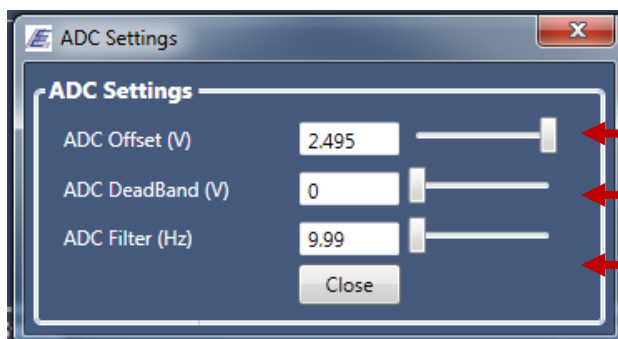 ADC Settings
ADC Settings
ADC Offset (V) 2.495
ADC DeadBand (V) 0
ADC Filter (Hz) 9.99
Close